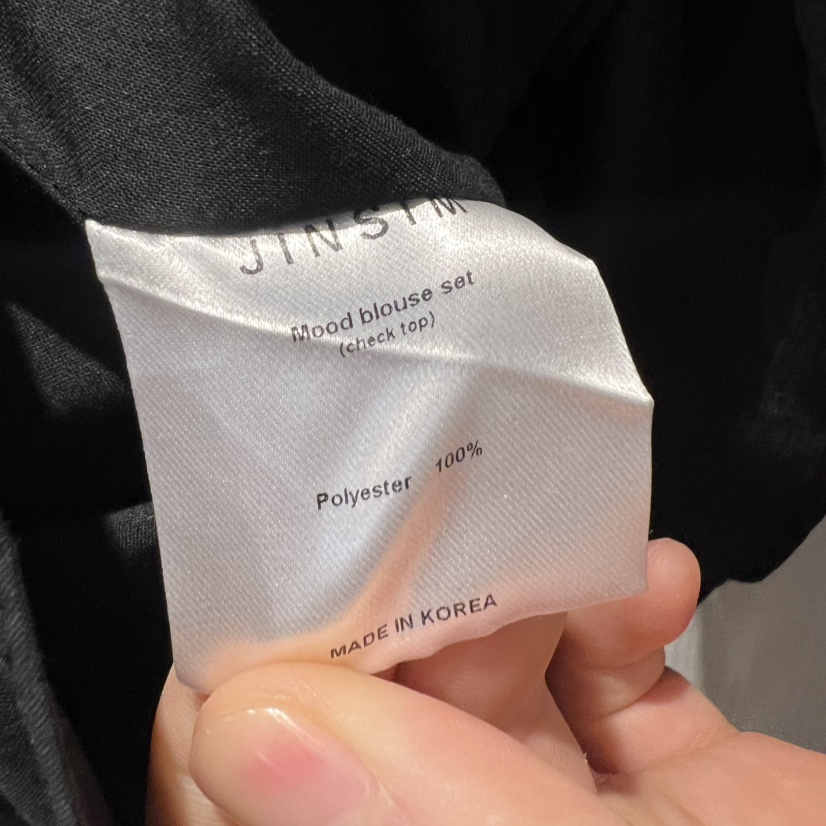 JINSIM
Mood blouse set
(check top)
Polyester 100%
MADE IN KOREA